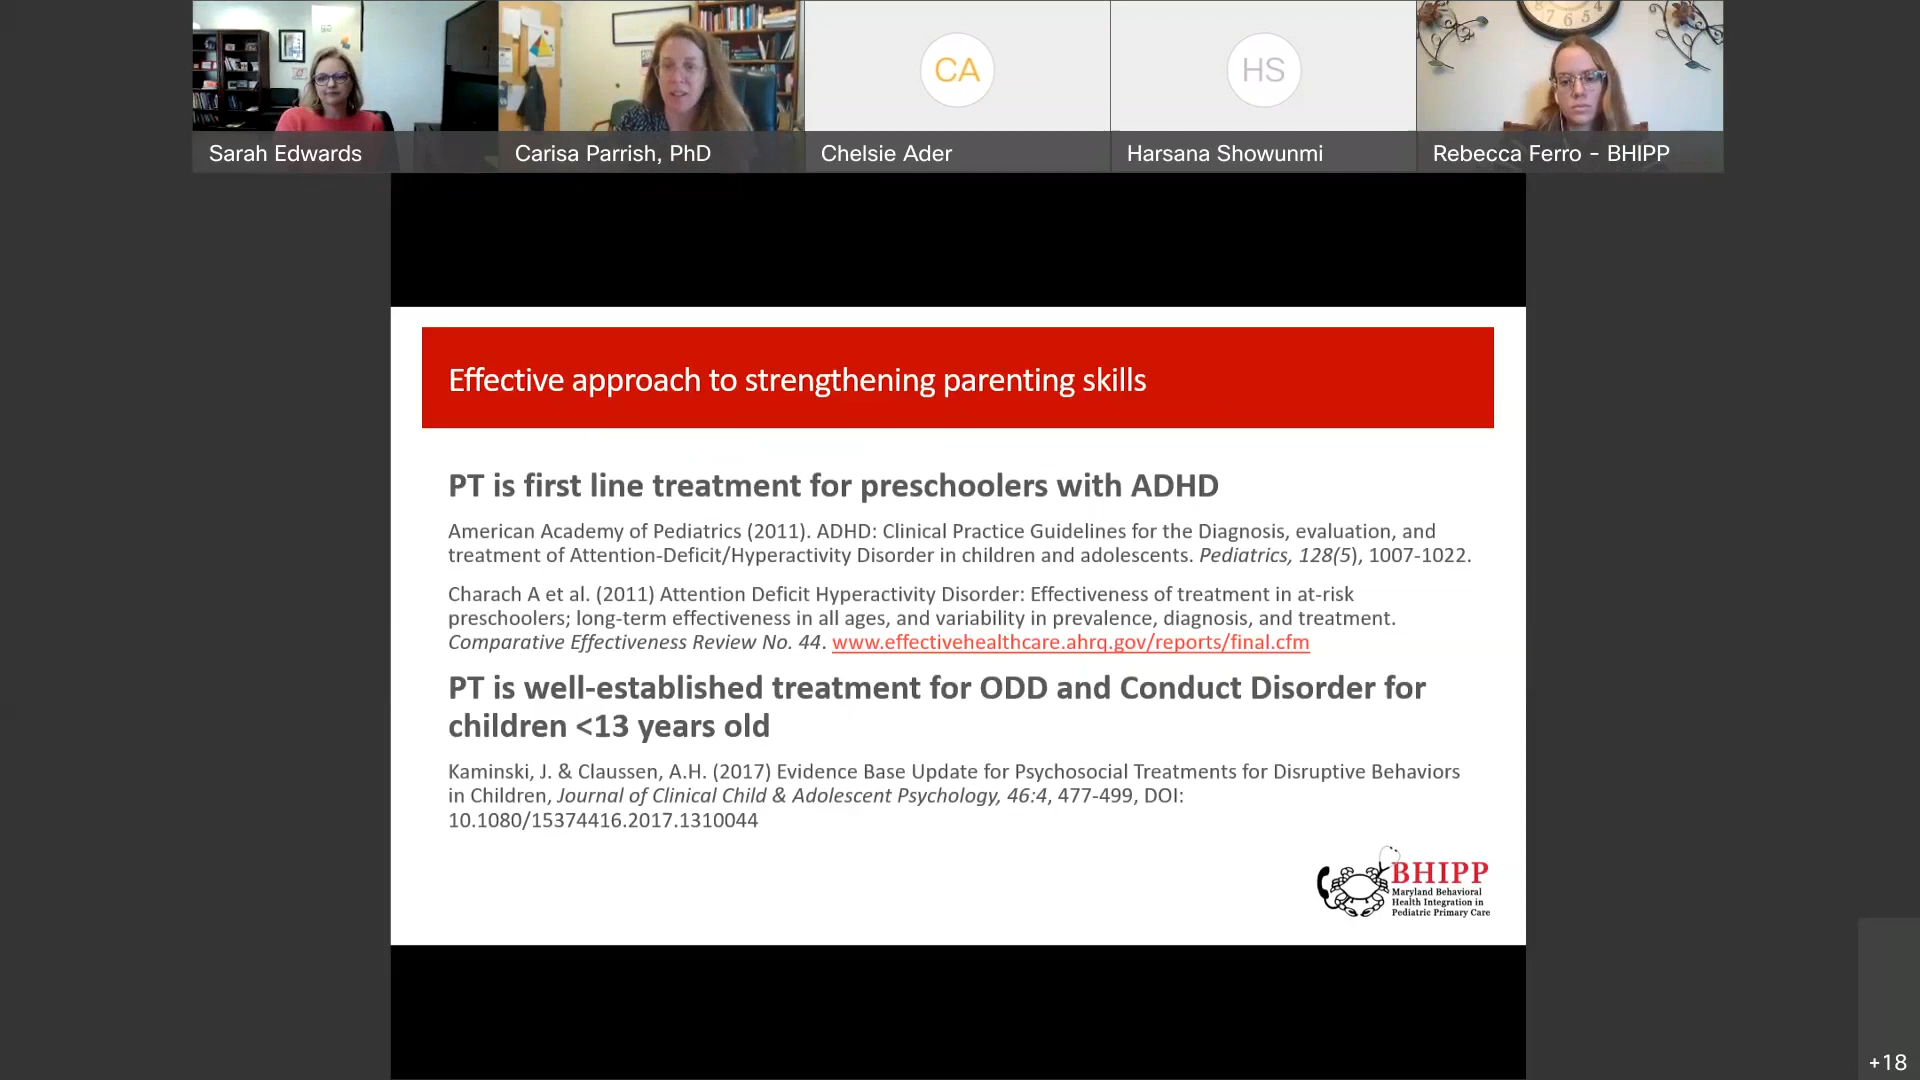 CA
HS
7 6 5 4
Sarah Edwards
Carisa Parrish, PhD
Chelsie Ader
Harsana Showunmi
Rebecca Ferro - BHIPP
Effective approach to strengthening parenting skills
PT is first line treatment for preschoolers with ADHD
American Academy of Pediatrics (2011). ADHD: Clinical Practice Guidelines for the Diagnosis, evaluation, and
treatment of Attention-Deficit/Hyperactivity Disorder in children and adolescents. Pediatrics, 128(5), 1007-1022.
Charach A et al. (2011) Attention Deficit Hyperactivity Disorder: Effectiveness of treatment in at-risk
preschoolers; long-term effectiveness in all ages, and variability in prevalence, diagnosis, and treatment.
Comparative Effectiveness Review No. 44. www.effectivehealthcare.ahrq.gov/reports/final.cfm
PT is well-established treatment for ODD and Conduct Disorder for
children <13 years old
Kaminski, J. & Claussen, A.H. (2017) Evidence Base Update for Psychosocial Treatments for Disruptive Behaviors
in Children, Journal of Clinical Child & Adolescent Psychology, 46:4, 477-499, DOI:
10.1080/15374416.2017.1310044
BHIPP
Maryland Behavioral
Health Integration in
Pediatric Primary Care
+18